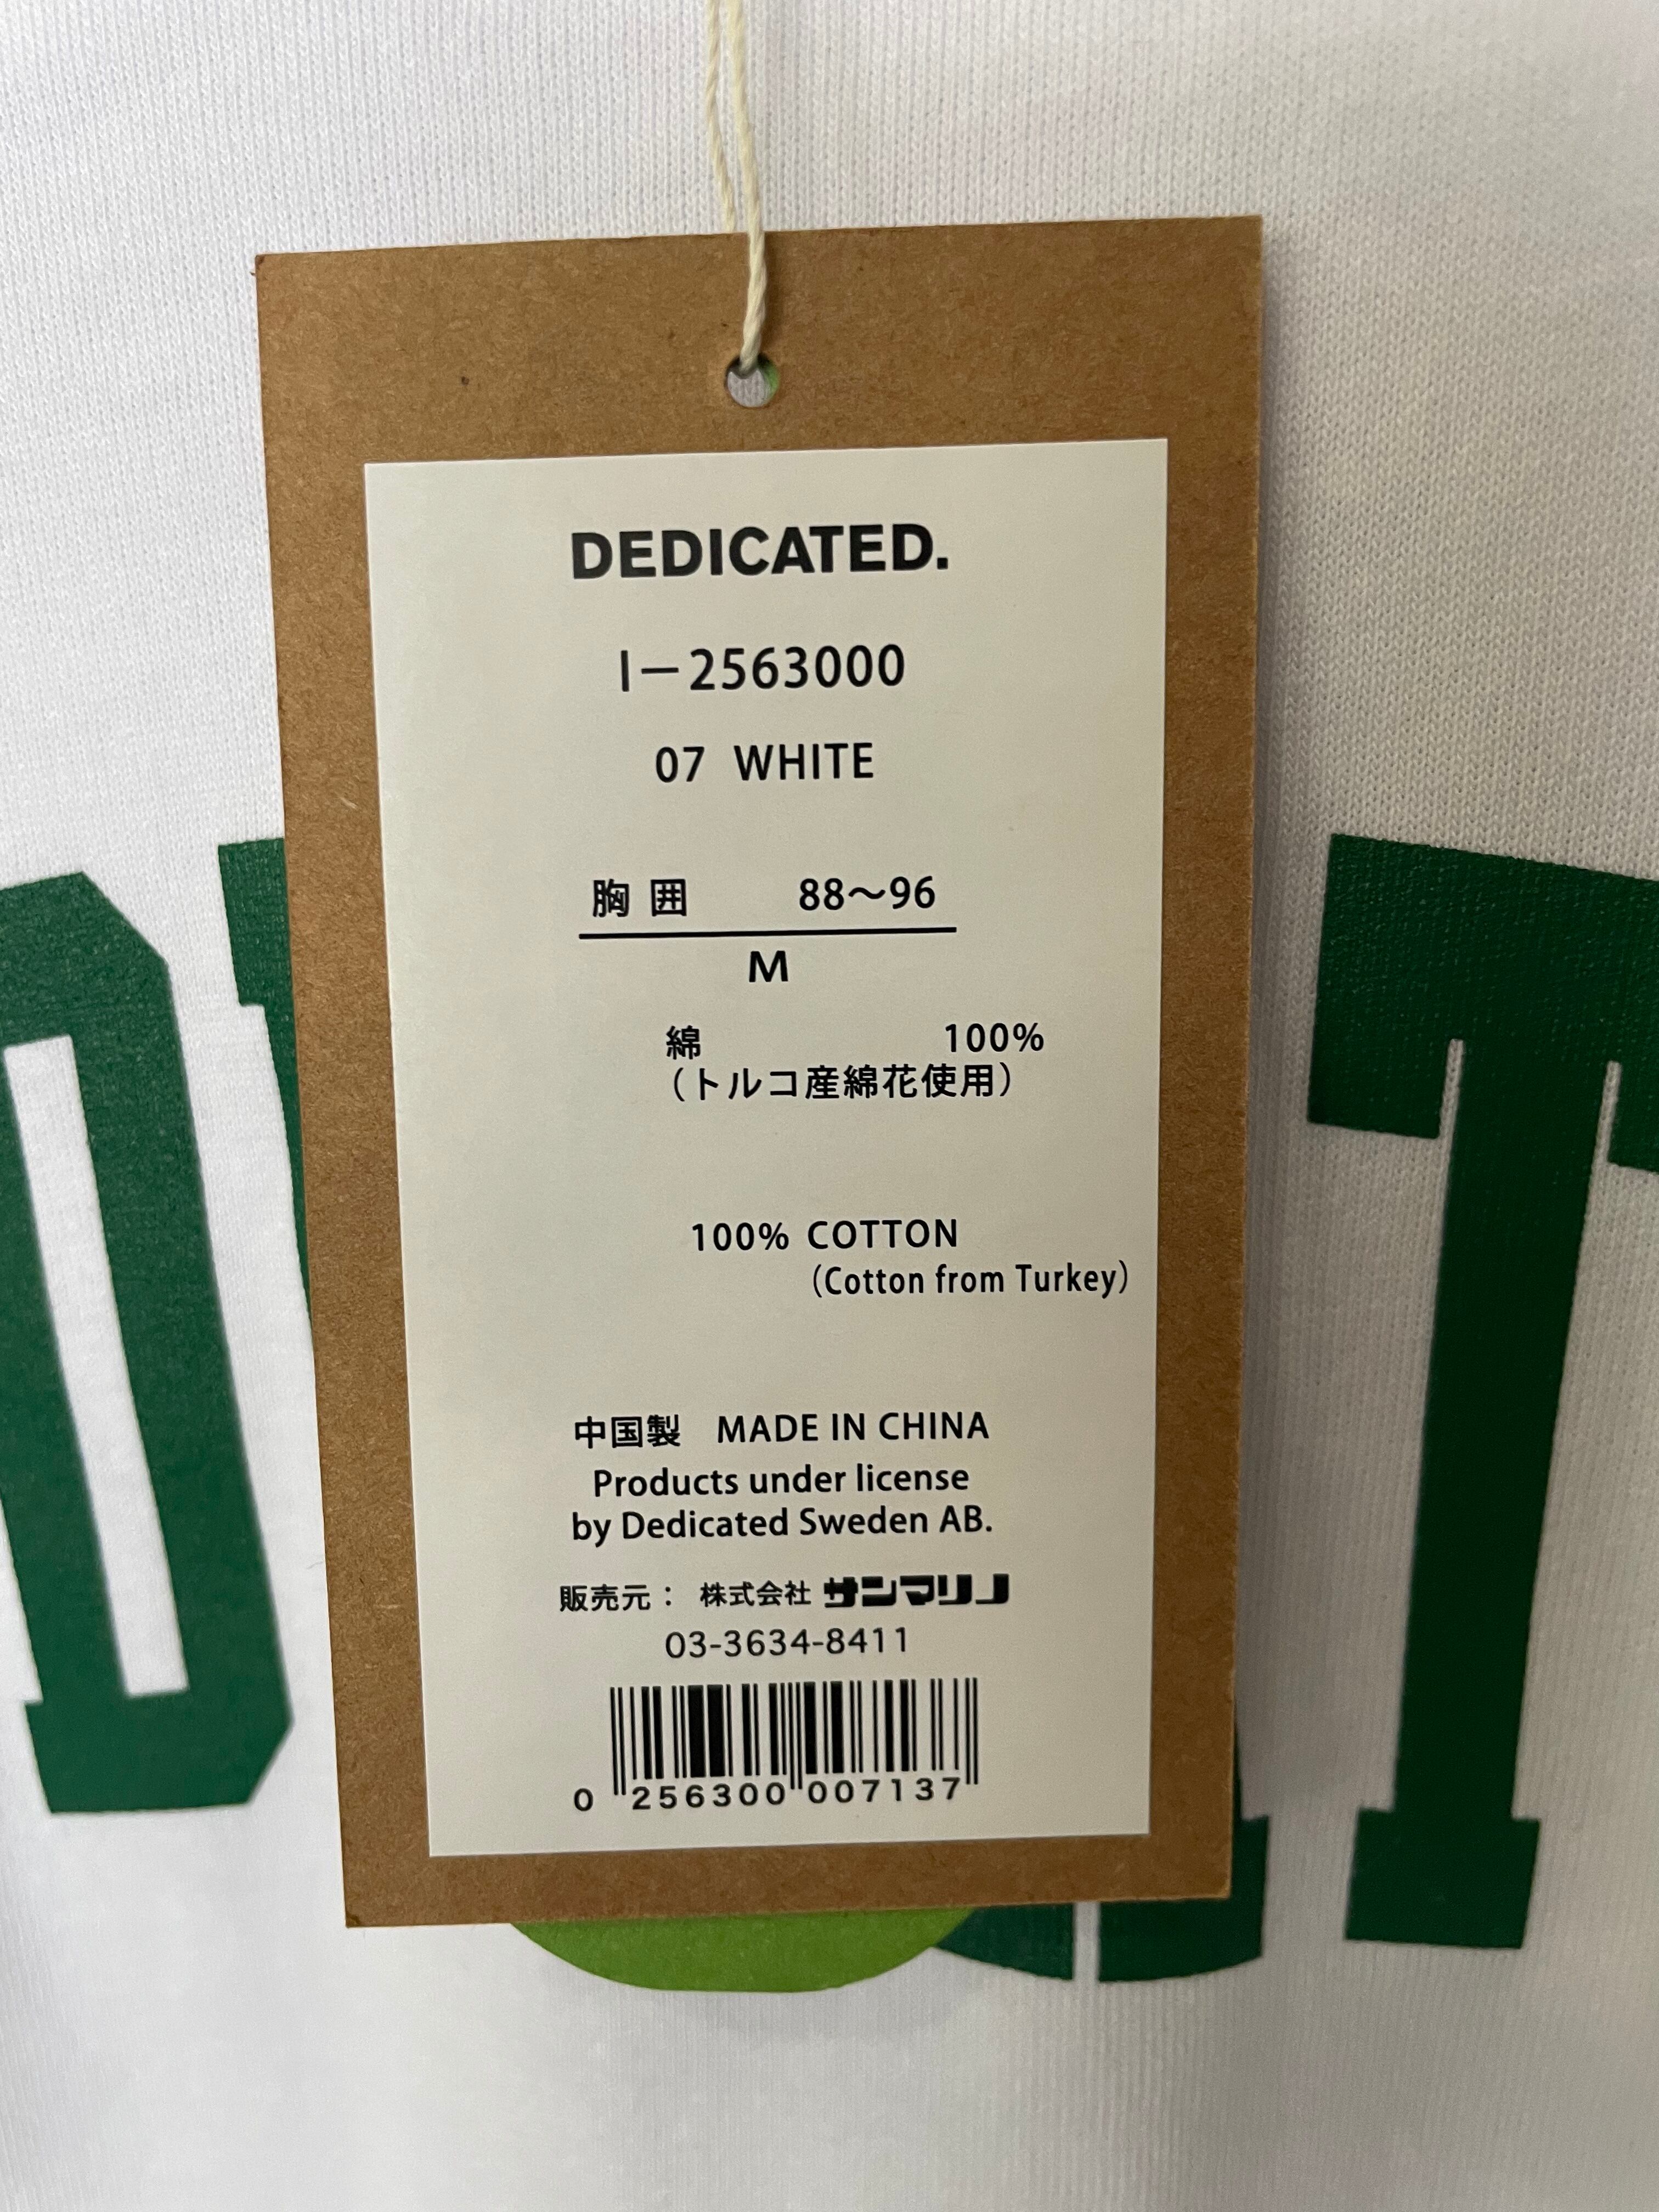 DEDICATED.
I－2563000
07 WHITE
胸囲 88〜96
M
綿 100%
（トルコ産綿花使用）
100% COTTON
（Cotton from Turkey）
中国製 MADE IN CHINA
Products under license
by Dedicated Sweden AB.
販売元： 株式会社 サンマリノ
03-3634-8411
0 256300 007137